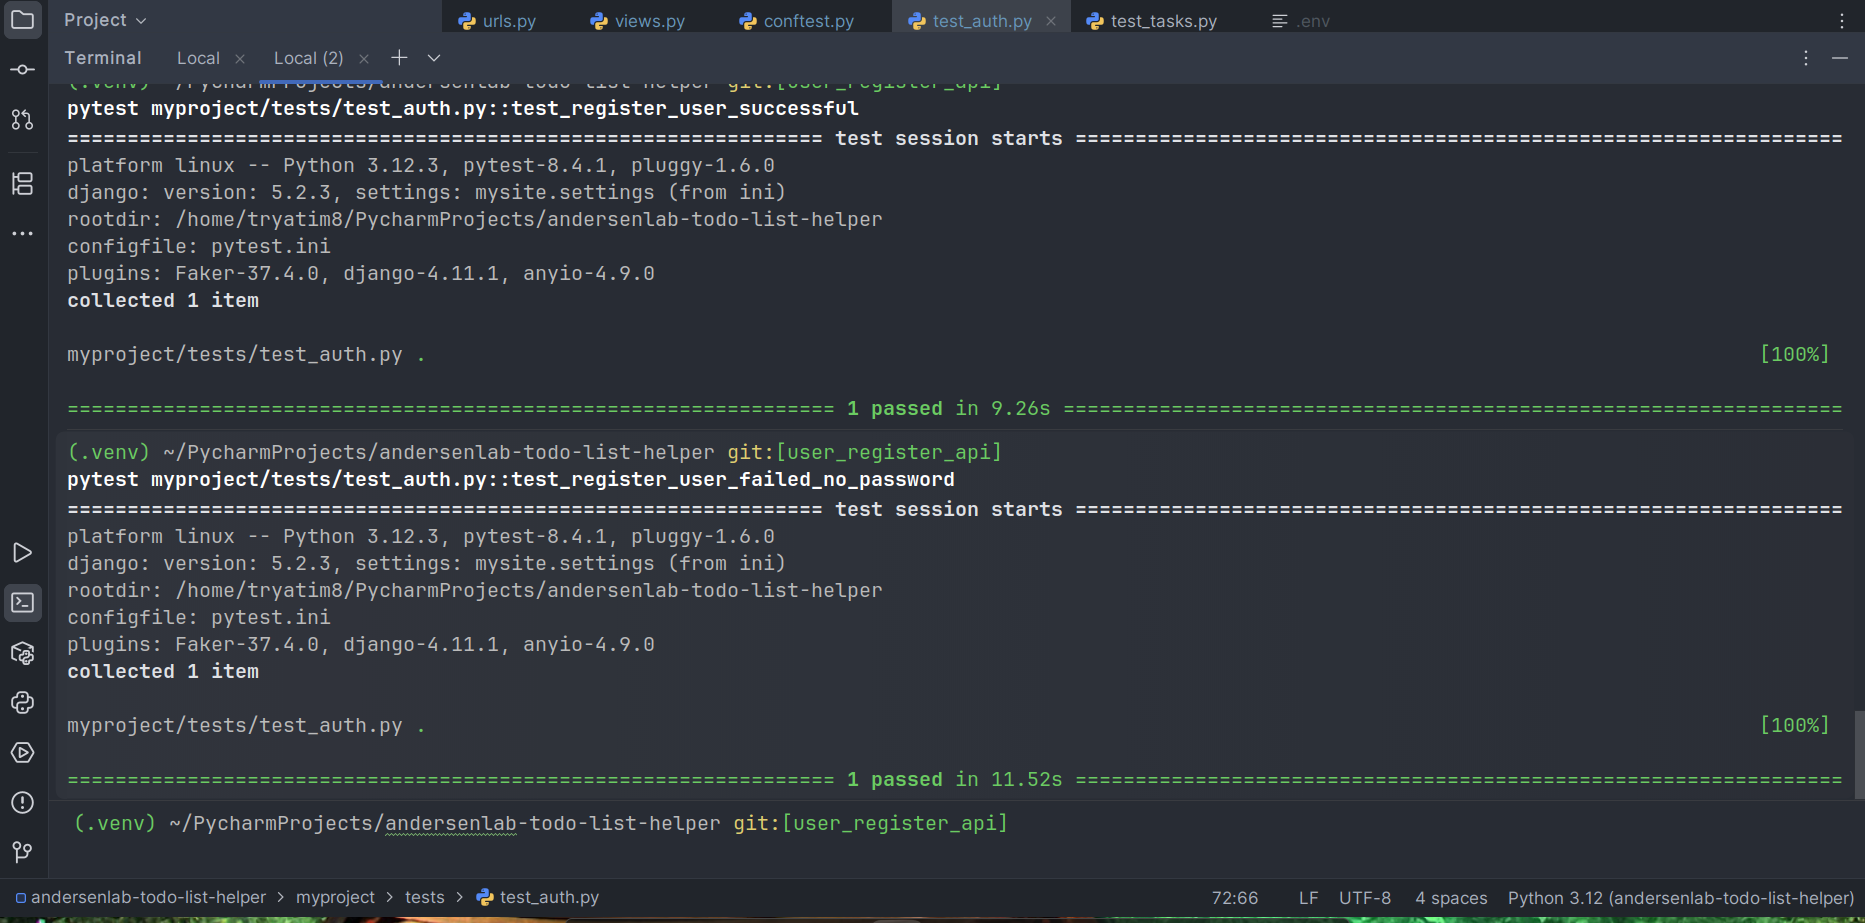 Project
urls.py views.py conftest.py test_auth.py test_tasks.py .env
Terminal Local Local (2)
(.venv) ~/PycharmProjects/andersenlab-todo-list-helper git:[user_register_api]
pytest myproject/tests/test_auth.py::test_register_user_successful
================================================================ test session starts ================================================================
platform linux -- Python 3.12.3, pytest-8.4.1, pluggy-1.6.0
django: version: 5.2.3, settings: mysite.settings (from ini)
rootdir: /home/tryatim8/PycharmProjects/andersenlab-todo-list-helper
configfile: pytest.ini
plugins: Faker-37.4.0, django-4.11.1, anyio-4.9.0
collected 1 item
myproject/tests/test_auth.py . [100%]
================================================================ 1 passed in 9.26s =================================================================
(.venv) ~/PycharmProjects/andersenlab-todo-list-helper git:[user_register_api]
pytest myproject/tests/test_auth.py::test_register_user_failed_no_password
================================================================ test session starts ================================================================
platform linux -- Python 3.12.3, pytest-8.4.1, pluggy-1.6.0
django: version: 5.2.3, settings: mysite.settings (from ini)
rootdir: /home/tryatim8/PycharmProjects/andersenlab-todo-list-helper
configfile: pytest.ini
plugins: Faker-37.4.0, django-4.11.1, anyio-4.9.0
collected 1 item
myproject/tests/test_auth.py . [100%]
================================================================ 1 passed in 11.52s ================================================================
(.venv) ~/PycharmProjects/andersenlab-todo-list-helper git:[user_register_api]
andersenlab-todo-list-helper > myproject > tests > test_auth.py 72:66 LF UTF-8 4 spaces Python 3.12 (andersenlab-todo-list-helper)